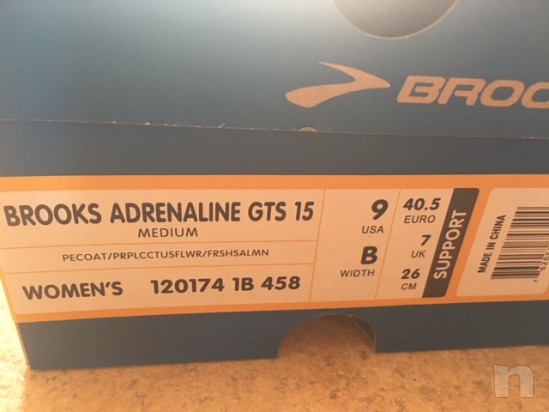 BROO
BROOKS ADRENALINE GTS 15
MEDIUM
PECOAT/PRPLCCTUSFLWR/FRSHSALMN
WOMEN'S 120174 1B 458
9
USA
B
WIDTH
40.5
EURO
7
UK
26
CM
SUPPORT
MADE IN CHINA
n